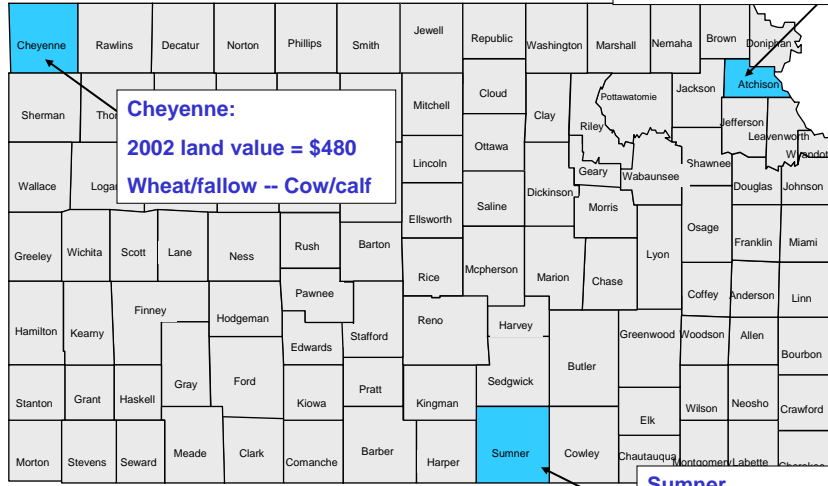 Cheyenne Rawlins Decatur Norton Phillips Smith Jewell Republic Washington Marshall Nemaha Brown Doniphan
Atchison
Sherman Mitchell Cloud Clay Riley Pottawatomie Jackson Jefferson Leavenworth
Cheyenne:
2002 land value = $480
Wheat/fallow -- Cow/calf
Wallace Lincoln Ottawa Geary Wabaunsee Shawnee Douglas Johnson
Ellsworth Saline Dickinson Morris Osage
Greeley Wichita Scott Lane Ness Rush Barton Rice Mcpherson Marion Chase Lyon Franklin Miami
Hamilton Kearny Finney Hodgeman Pawnee Edwards Stafford Reno Harvey Greenwood Coffey Anderson Linn
Woodson Allen Bourbon
Stanton Grant Haskell Gray Ford Kiowa Pratt Kingman Sedgwick Butler Elk Wilson Neosho Crawford
Morton Stevens Seward Meade Clark Comanche Barber Harper Sumner Cowley Chautauqua Montgomery Labette
Sumner